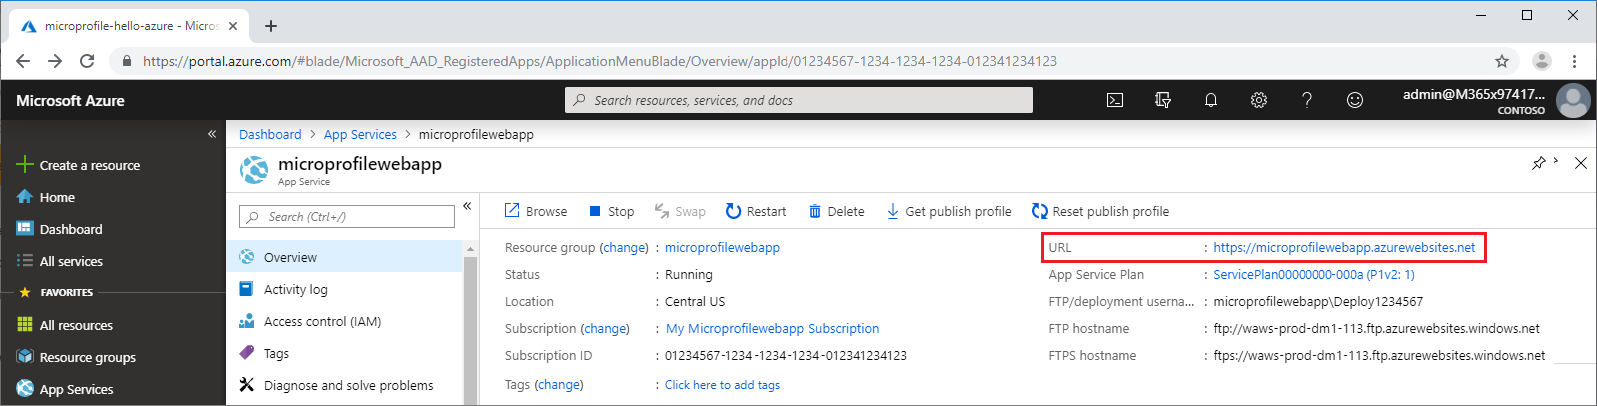 microprofile-hello-azure - Micros
https://portal.azure.com/#blade/Microsoft_AAD_RegisteredApps/ApplicationMenuBlade/Overview/appId/01234567-1234-1234-1234-012341234123
Microsoft Azure
Search resources, services, and docs
admin@M365x97417...
CONTOSO
Create a resource
Home
Dashboard
All services
FAVORITES
All resources
Resource groups
App Services
Dashboard > App Services > microprofilewebapp
microprofilewebapp
App Service
Search (Ctrl+/)
Overview
Activity log
Access control (IAM)
Tags
Diagnose and solve problems
Browse Stop Swap Restart Delete Get publish profile Reset publish profile
Resource group (change) : microprofilewebapp
Status : Running
Location : Central US
Subscription (change) : My Microprofilewebapp Subscription
Subscription ID : 01234567-1234-1234-1234-012341234123
Tags (change) : Click here to add tags
URL : https://microprofilewebapp.azurewebsites.net
App Service Plan : ServicePlan00000000-000a (P1v2: 1)
FTP/deployment userna... : microprofilewebapp\Deploy1234567
FTP hostname : ftp://waws-prod-dm1-113.ftp.azurewebsites.windows.net
FTPS hostname : ftps://waws-prod-dm1-113.ftp.azurewebsites.windows.net